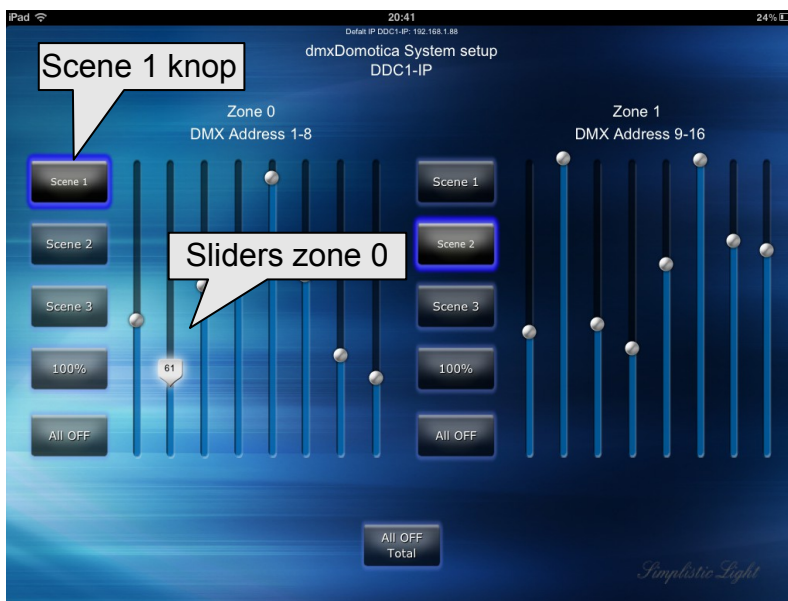 iPad 20:41 24%
Defalt IP DDC1-IP: 192.168.1.88
dmxDomotica System setup
DDC1-IP
Scene 1 knop
Zone 0
DMX Address 1-8
Zone 1
DMX Address 9-16
Scene 1
Scene 2
Scene 3
100%
All OFF
Sliders zone 0
61
Scene 1
Scene 2
Scene 3
100%
All OFF
All OFF
Total
Simplistic Light